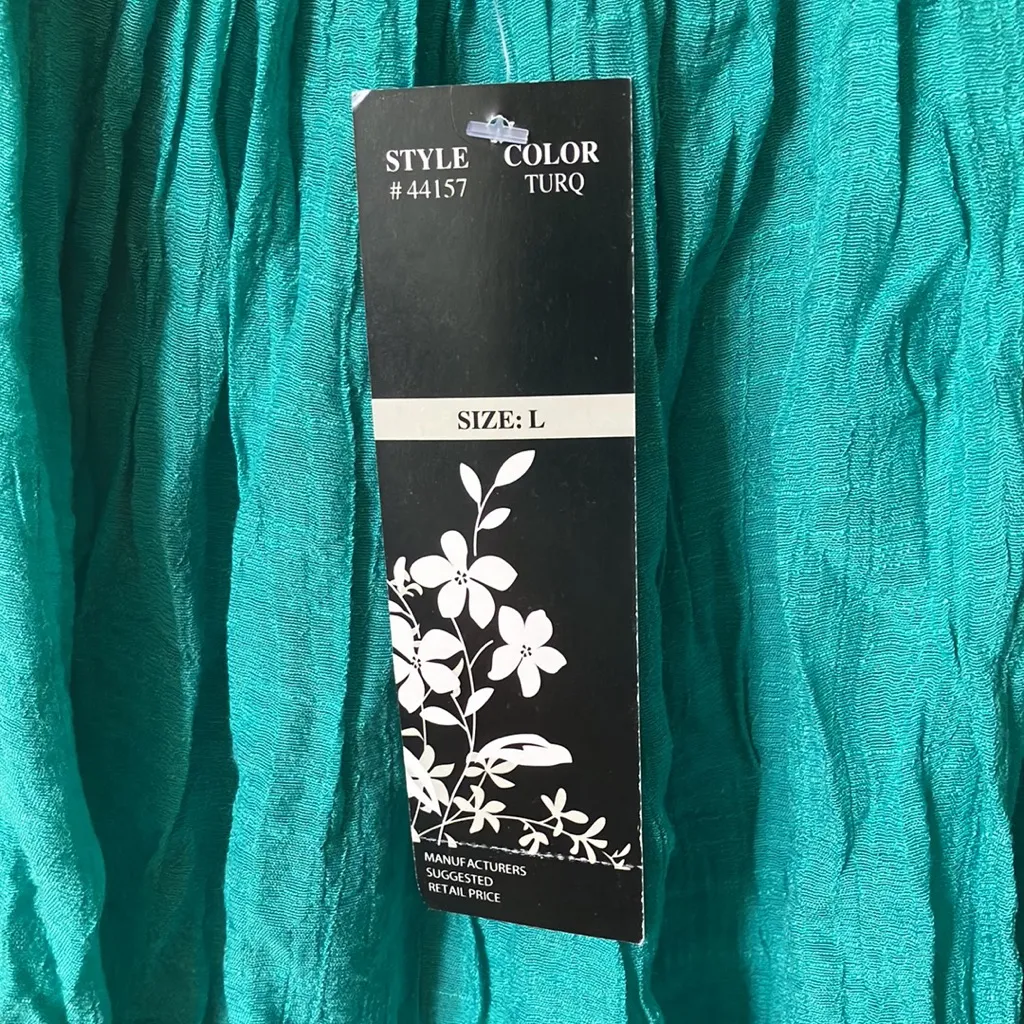 STYLE COLOR
# 44157 TURQ
SIZE: L
MANUFACTURERS
SUGGESTED
RETAIL PRICE